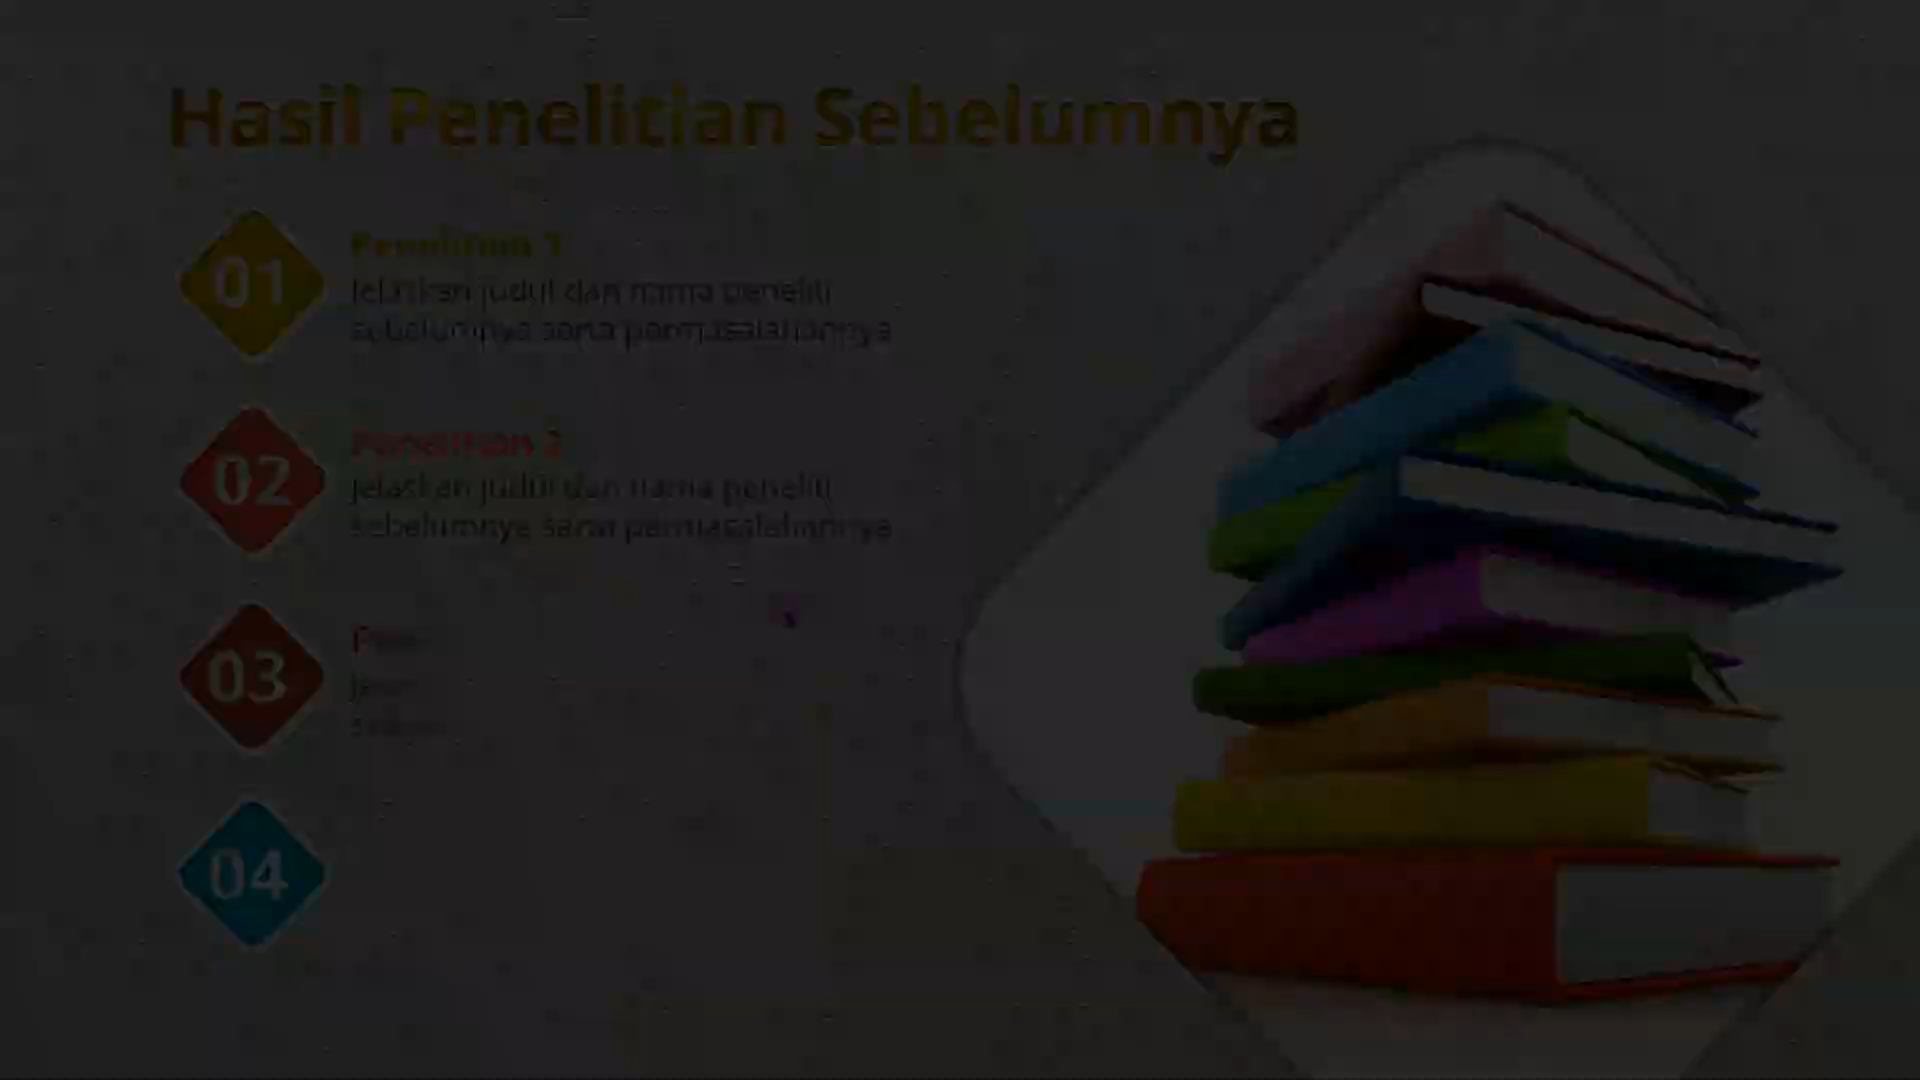 Hasil Penelitian Sebelumnya
01
Penelitian 1
Jelaskan judul dan nama peneliti
sebelumnya serta permasalahannya
02
Penelitian 2
Jelaskan judul dan nama peneliti
sebelumnya serta permasalahannya
03
04